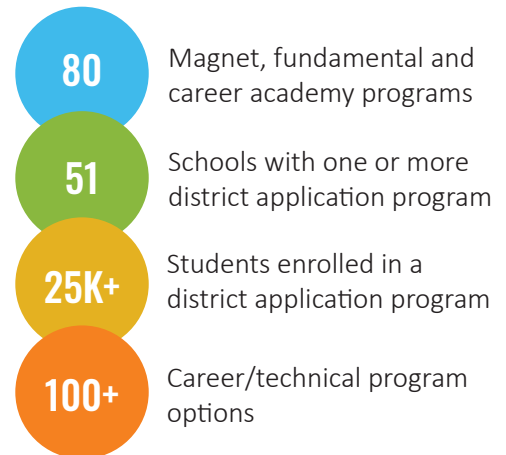 80
Magnet, fundamental and
career academy programs
51
Schools with one or more
district application program
25K+
Students enrolled in a
district application program
100+
Career/technical program
options